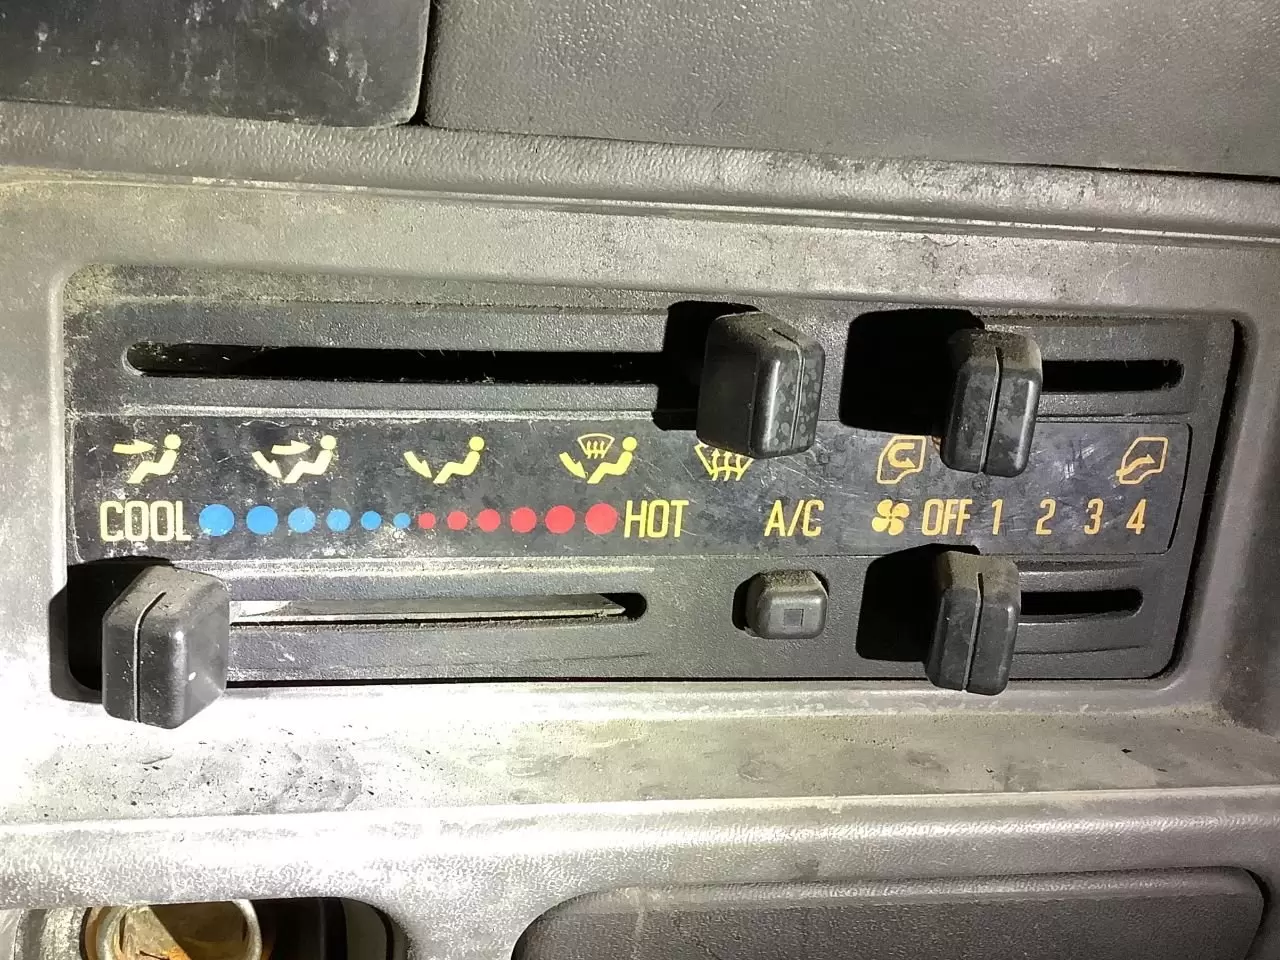 COOL HOT A/C OFF 1 2 3 4